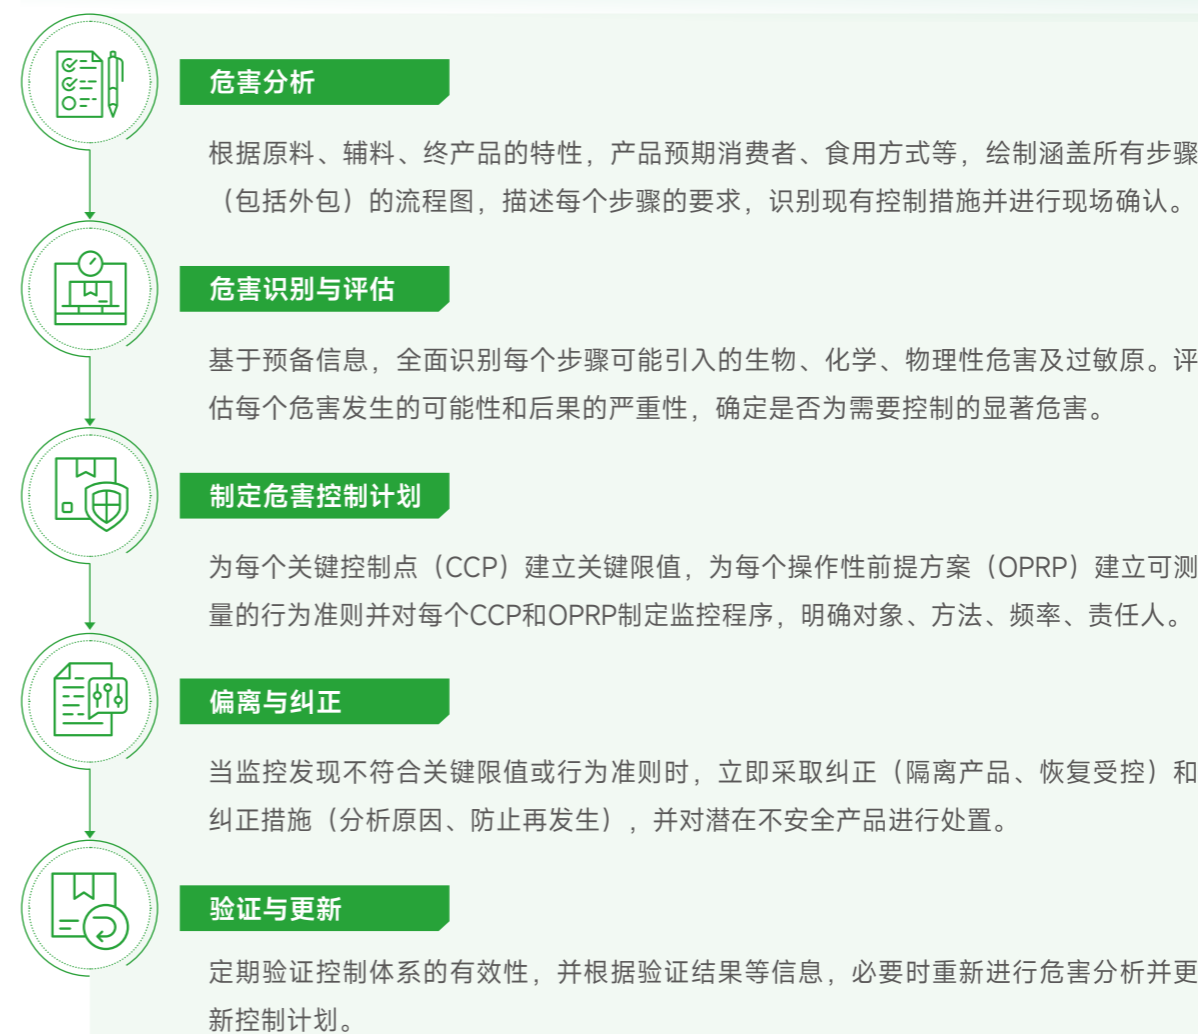 危害分析
根据原料、辅料、终产品的特性，产品预期消费者、食用方式等，绘制涵盖所有步骤
（包括外包）的流程图，描述每个步骤的要求，识别现有控制措施并进行现场确认。
危害识别与评估
基于预备信息，全面识别每个步骤可能引入的生物、化学、物理性危害及过敏原。评
估每个危害发生的可能性和后果的严重性，确定是否为需要控制的显著危害。
制定危害控制计划
为每个关键控制点（CCP）建立关键限值，为每个操作性前提方案（OPRP）建立可测
量的行为准则并对每个CCP和OPRP制定监控程序，明确对象、方法、频率、责任人。
偏离与纠正
当监控发现不符合关键限值或行为准则时，立即采取纠正（隔离产品、恢复受控）和
纠正措施（分析原因、防止再发生），并对潜在不安全产品进行处置。
验证与更新
定期验证控制体系的有效性，并根据验证结果等信息，必要时重新进行危害分析并更
新控制计划。